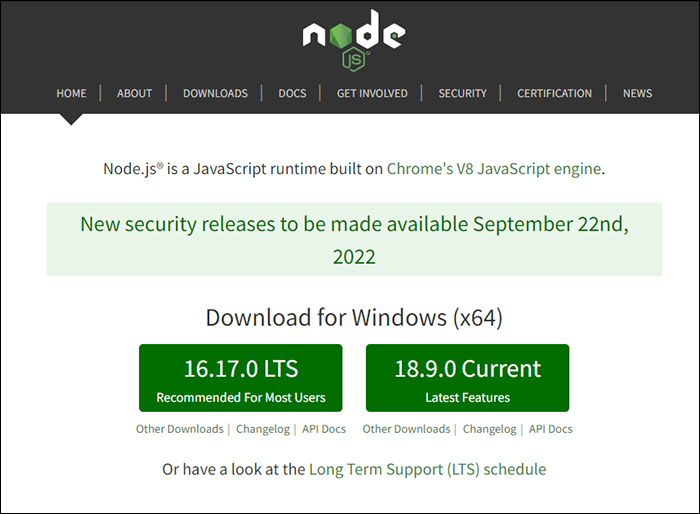 node
JS
HOME | ABOUT | DOWNLOADS | DOCS | GET INVOLVED | SECURITY | CERTIFICATION | NEWS
Node.js® is a JavaScript runtime built on Chrome's V8 JavaScript engine.
New security releases to be made available September 22nd,
2022
Download for Windows (x64)
16.17.0 LTS
Recommended For Most Users
18.9.0 Current
Latest Features
Other Downloads | Changelog | API Docs
Other Downloads | Changelog | API Docs
Or have a look at the Long Term Support (LTS) schedule